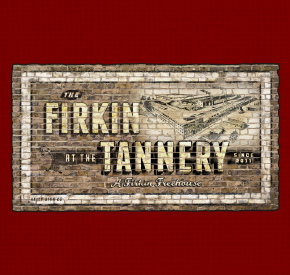 THE
FIRKIN
AT THE
TANNERY
SINCE
2011
A Firkin Freehouse